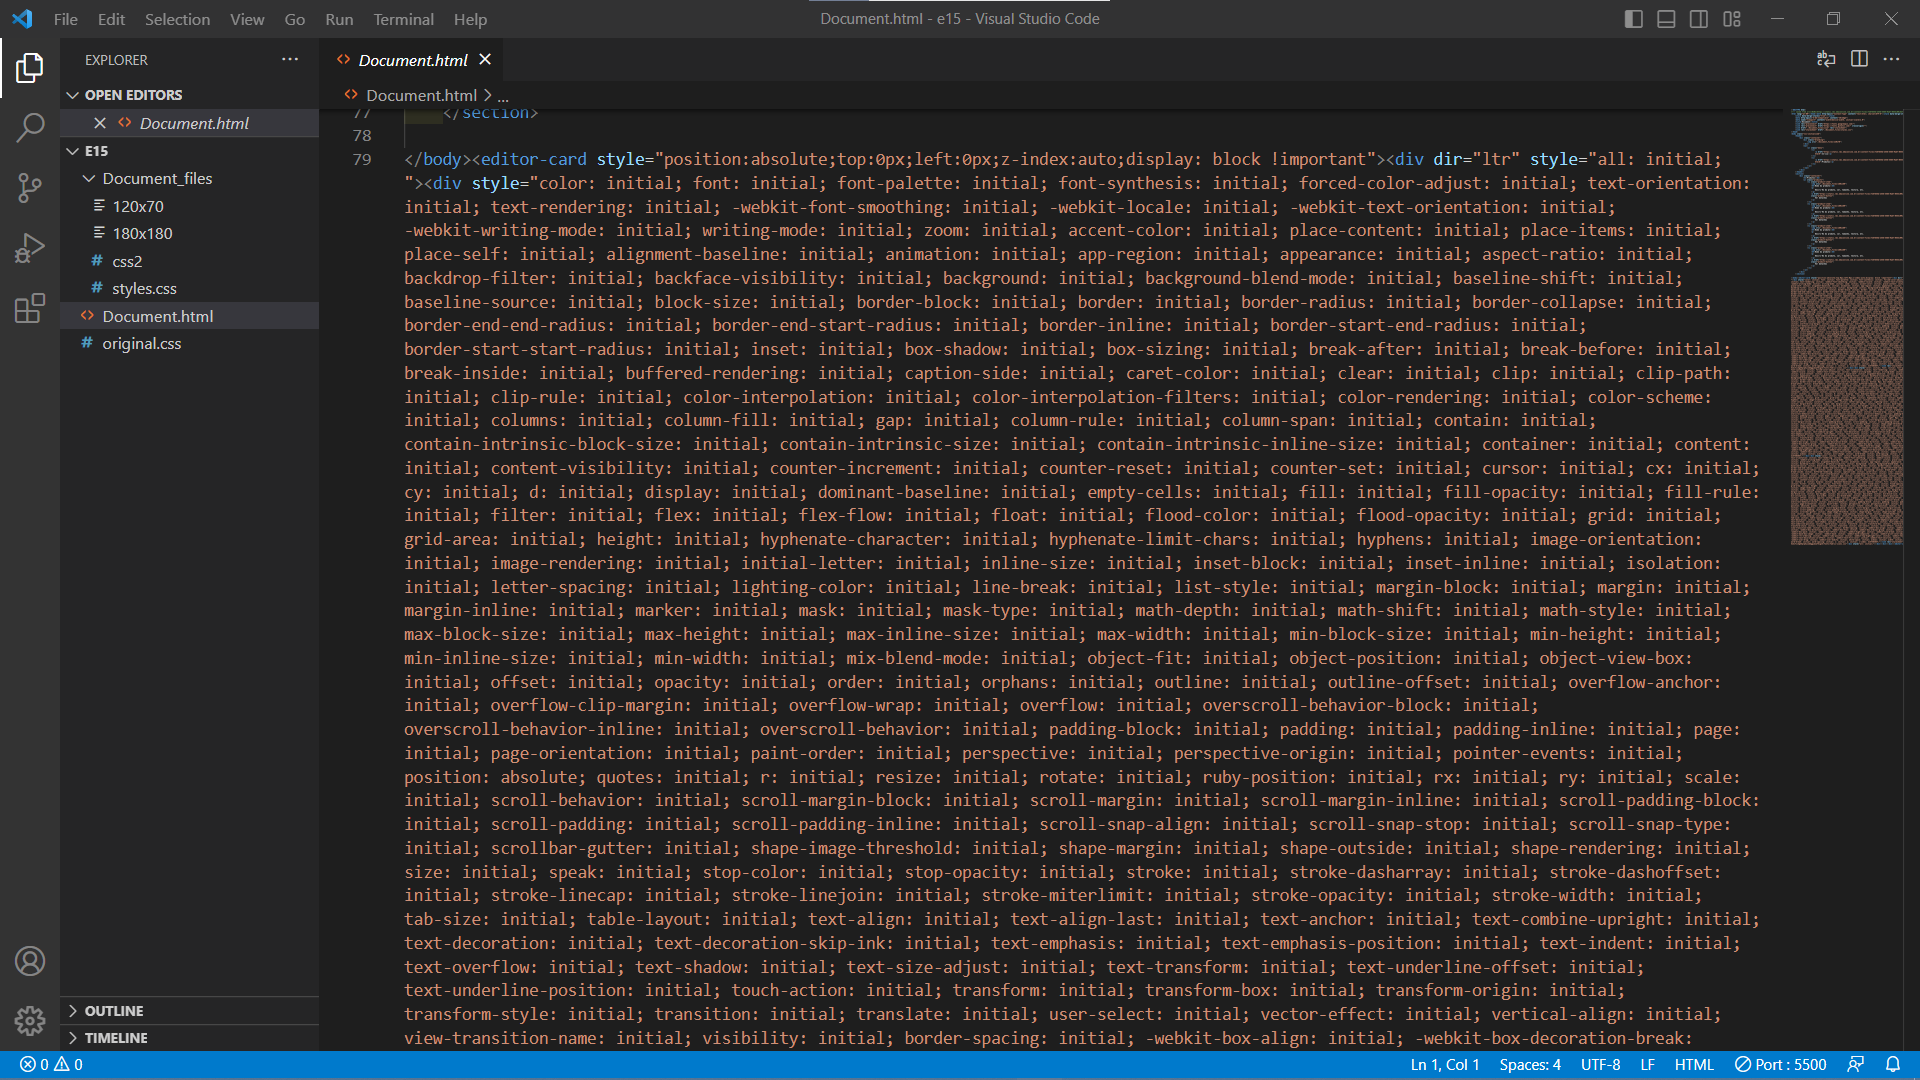 File Edit Selection View Go Run Terminal Help
Document.html - e15 - Visual Studio Code
EXPLORER
OPEN EDITORS
Document.html
E15
Document_files
120x70
180x180
css2
styles.css
Document.html
original.css
OUTLINE
TIMELINE
Document.html
Document.html > ...
77 </section>
78
79 </body><editor-card style="position:absolute;top:0px;left:0px;z-index:auto;display: block !important"><div dir="ltr" style="all: initial;
"><div style="color: initial; font: initial; font-palette: initial; font-synthesis: initial; forced-color-adjust: initial; text-orientation:
initial; text-rendering: initial; -webkit-font-smoothing: initial; -webkit-locale: initial; -webkit-text-orientation: initial;
-webkit-writing-mode: initial; writing-mode: initial; zoom: initial; accent-color: initial; place-content: initial; place-items: initial;
place-self: initial; alignment-baseline: initial; animation: initial; app-region: initial; appearance: initial; aspect-ratio: initial;
backdrop-filter: initial; backface-visibility: initial; background: initial; background-blend-mode: initial; baseline-shift: initial;
baseline-source: initial; block-size: initial; border-block: initial; border: initial; border-radius: initial; border-collapse: initial;
border-end-end-radius: initial; border-end-start-radius: initial; border-inline: initial; border-start-end-radius: initial;
border-start-start-radius: initial; inset: initial; box-shadow: initial; box-sizing: initial; break-after: initial; break-before: initial;
break-inside: initial; buffered-rendering: initial; caption-side: initial; caret-color: initial; clear: initial; clip: initial; clip-path:
initial; clip-rule: initial; color-interpolation: initial; color-interpolation-filters: initial; color-rendering: initial; color-scheme:
initial; columns: initial; column-fill: initial; gap: initial; column-rule: initial; column-span: initial; contain: initial;
contain-intrinsic-block-size: initial; contain-intrinsic-size: initial; contain-intrinsic-inline-size: initial; container: initial; content:
initial; content-visibility: initial; counter-increment: initial; counter-reset: initial; counter-set: initial; cursor: initial; cx: initial;
cy: initial; d: initial; display: initial; dominant-baseline: initial; empty-cells: initial; fill: initial; fill-opacity: initial; fill-rule:
initial; filter: initial; flex: initial; flex-flow: initial; float: initial; flood-color: initial; flood-opacity: initial; grid: initial;
grid-area: initial; height: initial; hyphenate-character: initial; hyphenate-limit-chars: initial; hyphens: initial; image-orientation:
initial; image-rendering: initial; initial-letter: initial; inline-size: initial; inset-block: initial; inset-inline: initial; isolation:
initial; letter-spacing: initial; lighting-color: initial; line-break: initial; list-style: initial; margin-block: initial; margin: initial;
margin-inline: initial; marker: initial; mask: initial; mask-type: initial; math-depth: initial; math-shift: initial; math-style: initial;
max-block-size: initial; max-height: initial; max-inline-size: initial; max-width: initial; min-block-size: initial; min-height: initial;
min-inline-size: initial; min-width: initial; mix-blend-mode: initial; object-fit: initial; object-position: initial; object-view-box:
initial; offset: initial; opacity: initial; order: initial; orphans: initial; outline: initial; outline-offset: initial; overflow-anchor:
initial; overflow-clip-margin: initial; overflow-wrap: initial; overflow: initial; overscroll-behavior-block: initial;
overscroll-behavior-inline: initial; overscroll-behavior: initial; padding-block: initial; padding: initial; padding-inline: initial; page:
initial; page-orientation: initial; paint-order: initial; perspective: initial; perspective-origin: initial; pointer-events: initial;
position: absolute; quotes: initial; r: initial; resize: initial; rotate: initial; ruby-position: initial; rx: initial; ry: initial; scale:
initial; scroll-behavior: initial; scroll-margin-block: initial; scroll-margin: initial; scroll-margin-inline: initial; scroll-padding-block:
initial; scroll-padding: initial; scroll-padding-inline: initial; scroll-snap-align: initial; scroll-snap-stop: initial; scroll-snap-type:
initial; scrollbar-gutter: initial; shape-image-threshold: initial; shape-margin: initial; shape-outside: initial; shape-rendering: initial;
size: initial; speak: initial; stop-color: initial; stop-opacity: initial; stroke: initial; stroke-dasharray: initial; stroke-dashoffset:
initial; stroke-linecap: initial; stroke-linejoin: initial; stroke-miterlimit: initial; stroke-opacity: initial; stroke-width: initial;
tab-size: initial; table-layout: initial; text-align: initial; text-align-last: initial; text-anchor: initial; text-combine-upright: initial;
text-decoration: initial; text-decoration-skip-ink: initial; text-emphasis: initial; text-emphasis-position: initial; text-indent: initial;
text-overflow: initial; text-shadow: initial; text-size-adjust: initial; text-transform: initial; text-underline-offset: initial;
text-underline-position: initial; touch-action: initial; transform: initial; transform-box: initial; transform-origin: initial;
transform-style: initial; transition: initial; translate: initial; user-select: initial; vector-effect: initial; vertical-align: initial;
view-transition-name: initial; visibility: initial; border-spacing: initial; -webkit-box-align: initial; -webkit-box-decoration-break:
0 0
Ln 1, Col 1 Spaces: 4 UTF-8 LF HTML Port : 5500